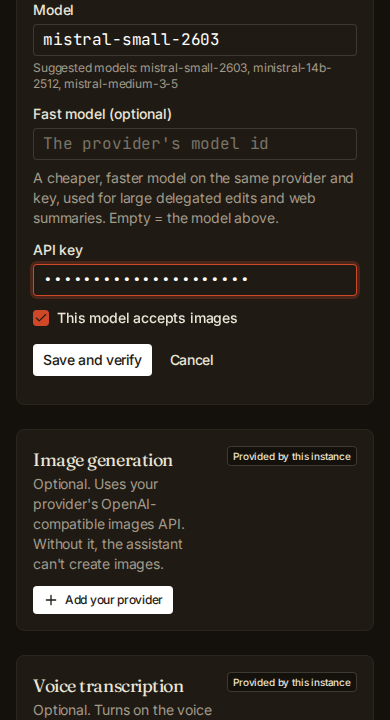 Model
mistral-small-2603
Suggested models: mistral-small-2603, ministral-14b-
2512, mistral-medium-3-5
Fast model (optional)
The provider's model id
A cheaper, faster model on the same provider and
key, used for large delegated edits and web
summaries. Empty = the model above.
API key
•••••••••••••••••••••
This model accepts images
Save and verify Cancel
Image generation Provided by this instance
Optional. Uses your
provider's OpenAI-
compatible images API.
Without it, the assistant
can't create images.
+ Add your provider
Voice transcription Provided by this instance
Optional. Turns on the voice